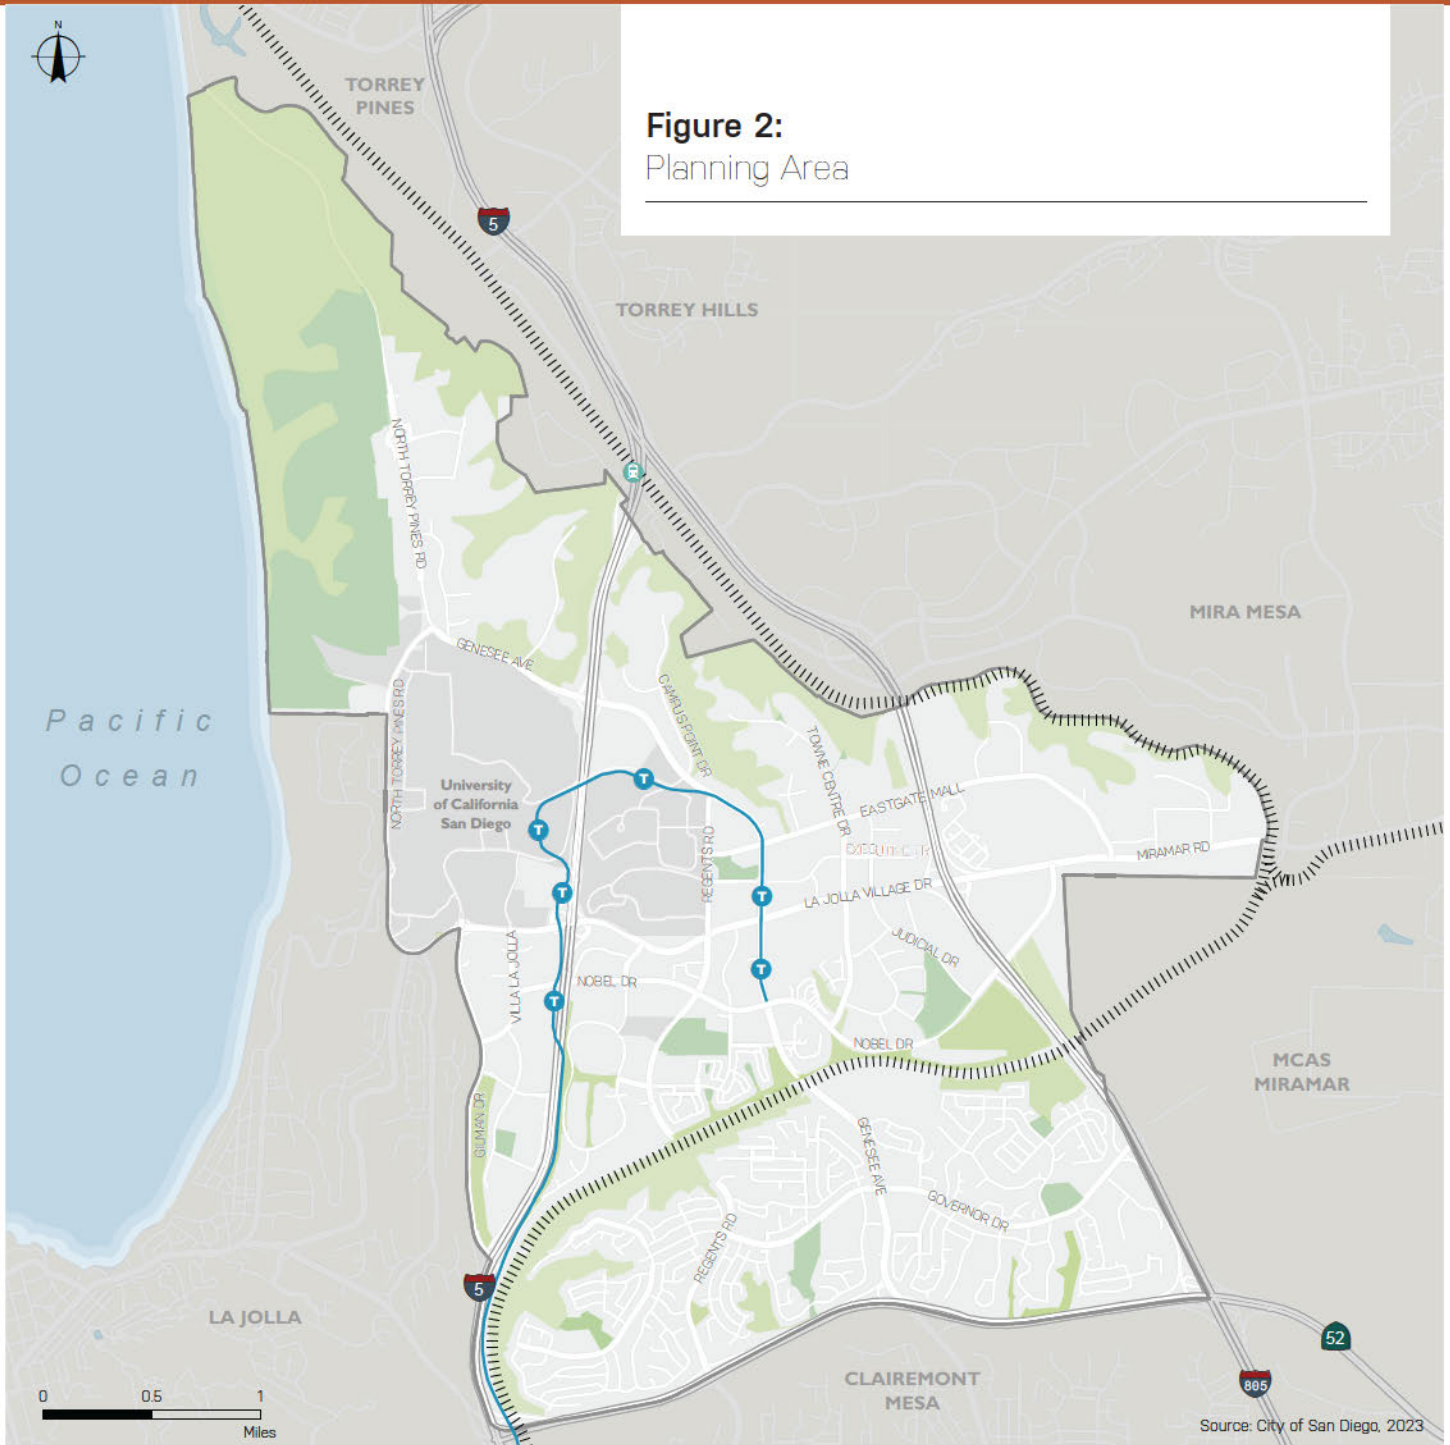 N
TORREY
PINES
Figure 2:
Planning Area
5
TORREY HILLS
NORTH TORREY PINES RD
MIRA MESA
GENESEE AVE
CAMPUS POINT DR
NORTH TORREY PINES RD
Pacific
Ocean
TOWNE CENTRE DR
T
University
of California
San Diego
T
EASTGATE MALL
REGENTS RD
MIRAMAR RD
T
T
LA JOLLA VILLAGE DR
JUDICIAL DR
VILLA LA JOLLA
T
NOBEL DR
T
NOBEL DR
MCAS
MIRAMAR
GILMAN DR
GENESEE AVE
GOVERNOR DR
REGENTS RD
5
LA JOLLA
52
805
CLAIREMONT
MESA
0 0.5 1
Miles
Source: City of San Diego, 2023